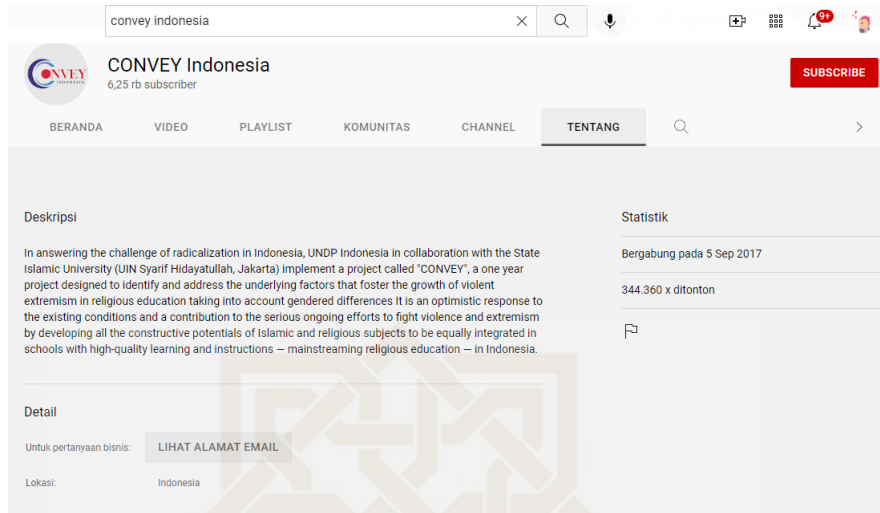 convey indonesia
9+
CONVEY
INDONESIA
CONVEY Indonesia
6,25 rb subscriber
SUBSCRIBE
BERANDA VIDEO PLAYLIST KOMUNITAS CHANNEL TENTANG
Deskripsi
In answering the challenge of radicalization in Indonesia, UNDP Indonesia in collaboration with the State
Islamic University (UIN Syarif Hidayatullah, Jakarta) implement a project called "CONVEY", a one year
project designed to identify and address the underlying factors that foster the growth of violent
extremism in religious education taking into account gendered differences It is an optimistic response to
the existing conditions and a contribution to the serious ongoing efforts to fight violence and extremism
by developing all the constructive potentials of Islamic and religious subjects to be equally integrated in
schools with high-quality learning and instructions — mainstreaming religious education — in Indonesia.
Statistik
Bergabung pada 5 Sep 2017
344.360 x ditonton
Detail
Untuk pertanyaan bisnis: LIHAT ALAMAT EMAIL
Lokasi: Indonesia